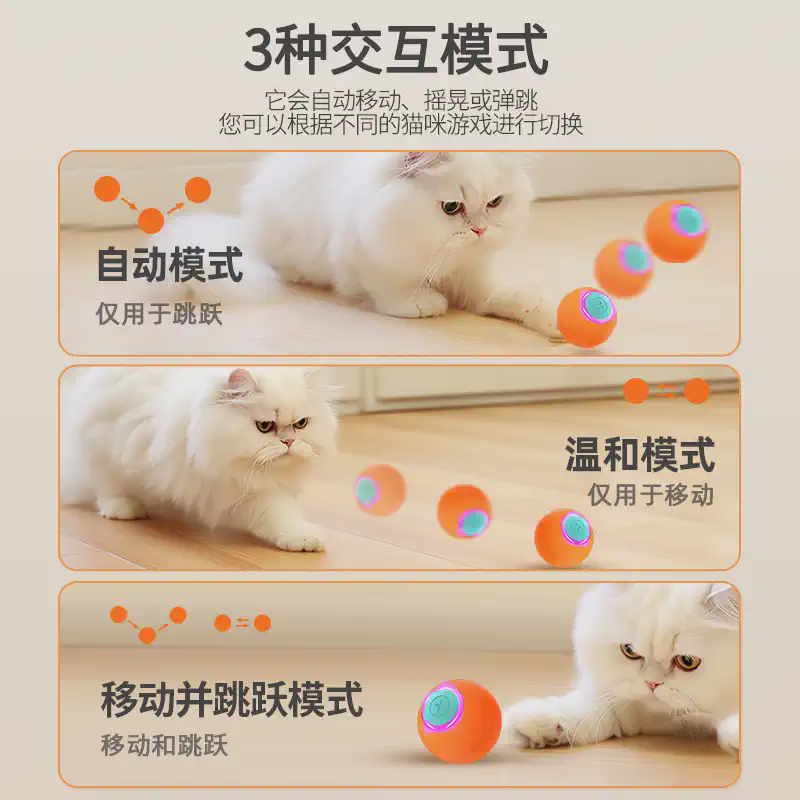 3种交互模式
它会自动移动、摇晃或弹跳
您可以根据不同的猫咪游戏进行切换
自动模式
仅用于跳跃
温和模式
仅用于移动
移动并跳跃模式
移动和跳跃